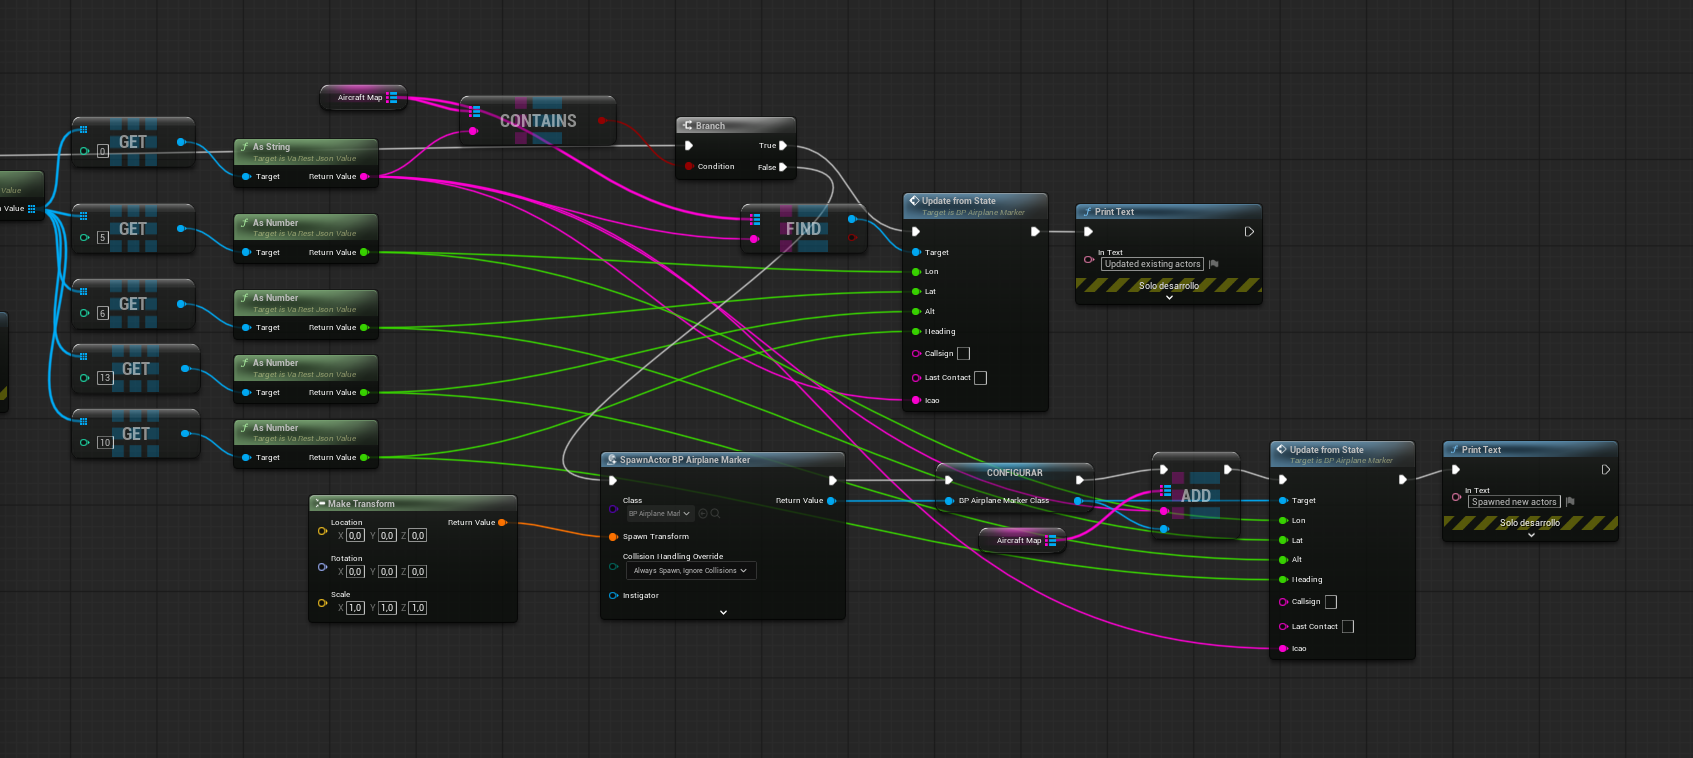 Value
n Value
GET
0
GET
5
GET
6
GET
13
GET
10
As String
Target is Va Rest Json Value
Target
Return Value
As Number
Target is Va Rest Json Value
Target
Return Value
As Number
Target is Va Rest Json Value
Target
Return Value
As Number
Target is Va Rest Json Value
Target
Return Value
As Number
Target is Va Rest Json Value
Target
Return Value
Aircraft Map
CONTAINS
Branch
True
Condition
False
FIND
Update from State
Target is BP Airplane Marker
Target
Lon
Lat
Alt
Heading
Callsign
Last Contact
Icao
Print Text
In Text
Updated existing actors
Solo desarrollo
Make Transform
Location
Return Value
X 0,0 Y 0,0 Z 0,0
Rotation
X 0,0 Y 0,0 Z 0,0
Scale
X 1,0 Y 1,0 Z 1,0
SpawnActor BP Airplane Marker
Class
Return Value
BP Airplane Marl
Spawn Transform
Collision Handling Override
Always Spawn, Ignore Collisions
Instigator
CONFIGURAR
BP Airplane Marker Class
Aircraft Map
ADD
Update from State
Target is BP Airplane Marker
Target
Lon
Lat
Alt
Heading
Callsign
Last Contact
Icao
Print Text
In Text
Spawned new actors
Solo desarrollo